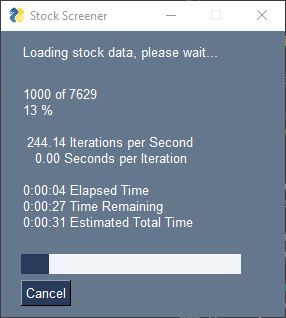 Stock Screener
Loading stock data, please wait...
1000 of 7629
13 %
244.14 Iterations per Second
0.00 Seconds per Iteration
0:00:04 Elapsed Time
0:00:27 Time Remaining
0:00:31 Estimated Total Time
Cancel